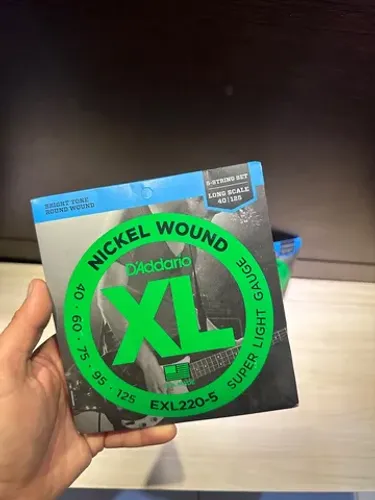 BRIGHT TONE
ROUND WOUND
5-STRING SET
LONG SCALE
40 | 125
NICKEL WOUND
D'Addario
XL
40 · 60 · 75 · 95 · 125
EXL220-5
SUPER LIGHT GAUGE